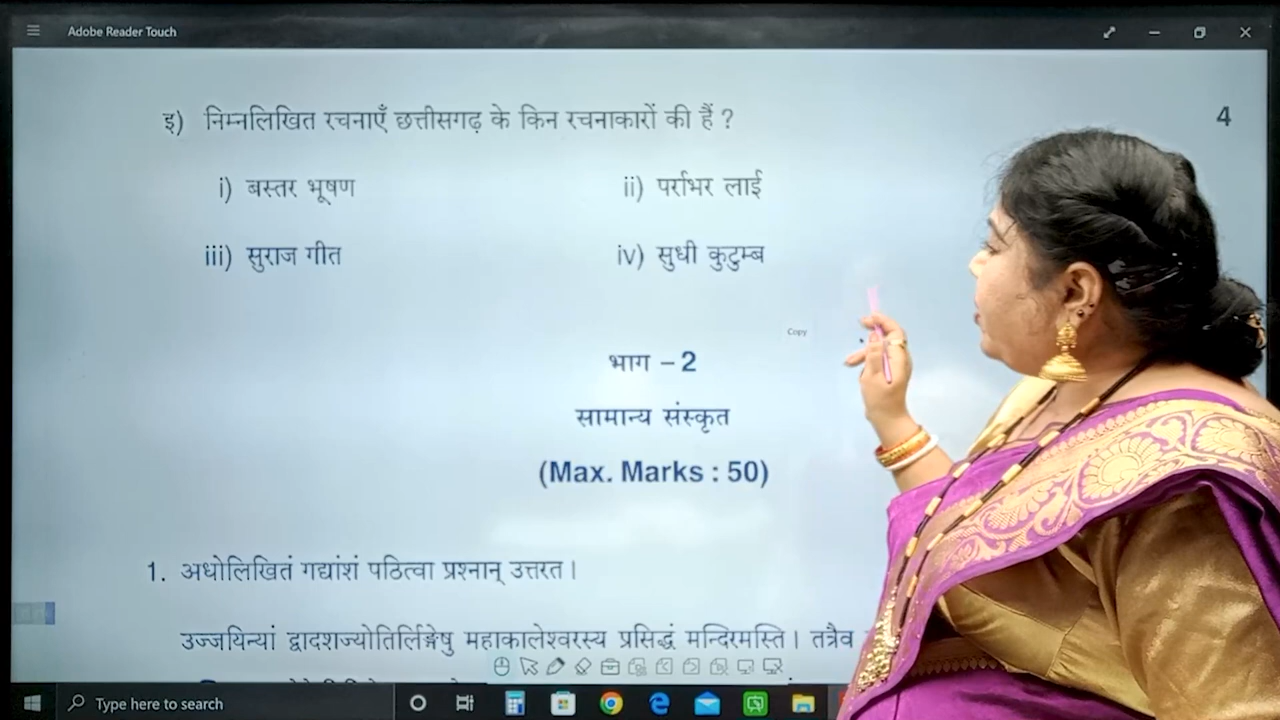 Adobe Reader Touch
इ) निम्नलिखित रचनाएँ छत्तीसगढ़ के किन रचनाकारों की हैं ? 4
i) बस्तर भूषण ii) पर्राभर लाई
iii) सुराज गीत iv) सुधी कुटुम्ब
Copy
भाग – 2
सामान्य संस्कृत
(Max. Marks : 50)
1. अधोलिखितं गद्यांशं पठित्वा प्रश्नान् उत्तरत।
उज्जयिन्यां द्वादशज्योतिर्लिङ्गेषु महाकालेश्वरस्य प्रसिद्धं मन्दिरमस्ति। तत्रैव
Type here to search